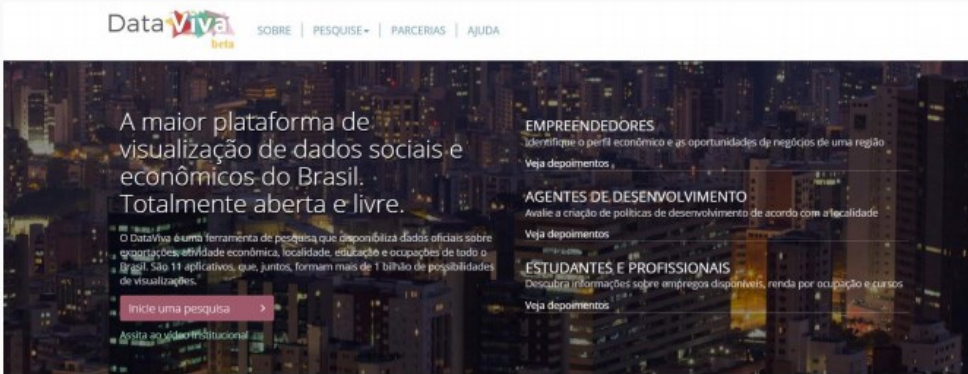 DataViva
beta
SOBRE | PESQUISE | PARCERIAS | AJUDA
A maior plataforma de
visualização de dados sociais e
econômicos do Brasil.
Totalmente aberta e livre.
O DataViva é uma ferramenta de pesquisa que disponibiliza dados oficiais sobre
exportações, atividade econômica, localidade, educação e ocupações de todo o
Brasil. São 11 aplicativos, que, juntos, formam mais de 1 bilhão de possibilidades
de visualizações.
Inicie uma pesquisa >
Assita ao vídeo institucional
EMPREENDEDORES
Identifique o perfil econômico e as oportunidades de negócios de uma região
Veja depoimentos
AGENTES DE DESENVOLVIMENTO
Avalie a criação de políticas de desenvolvimento de acordo com a localidade
Veja depoimentos
ESTUDANTES E PROFISSIONAIS
Descubra informações sobre empregos disponíveis, renda por ocupação e cursos
Veja depoimentos